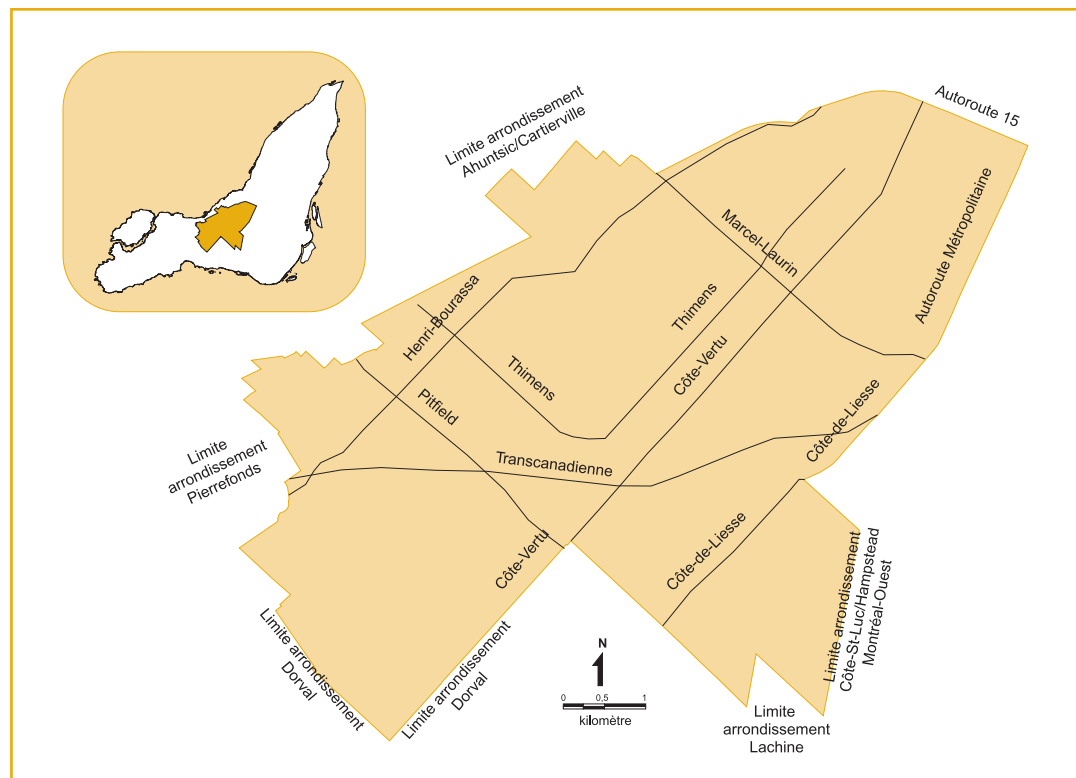 Autoroute 15
Limite arrondissement
Ahuntsic/Cartierville
Marcel-Laurin
Autoroute Métropolitaine
Henri-Bourassa
Thimens
Thimens
Côte-Vertu
Pitfield
Côte-de-Liesse
Limite
arrondissement
Pierrefonds
Transcanadienne
Côte-Vertu
Côte-de-Liesse
Limite arrondissement
Côte-St-Luc/Hampstead
Montréal-Ouest
Limite arrondissement
Dorval
Limite arrondissement
Dorval
N
0 0,5 1
kilomètre
Limite
arrondissement
Lachine